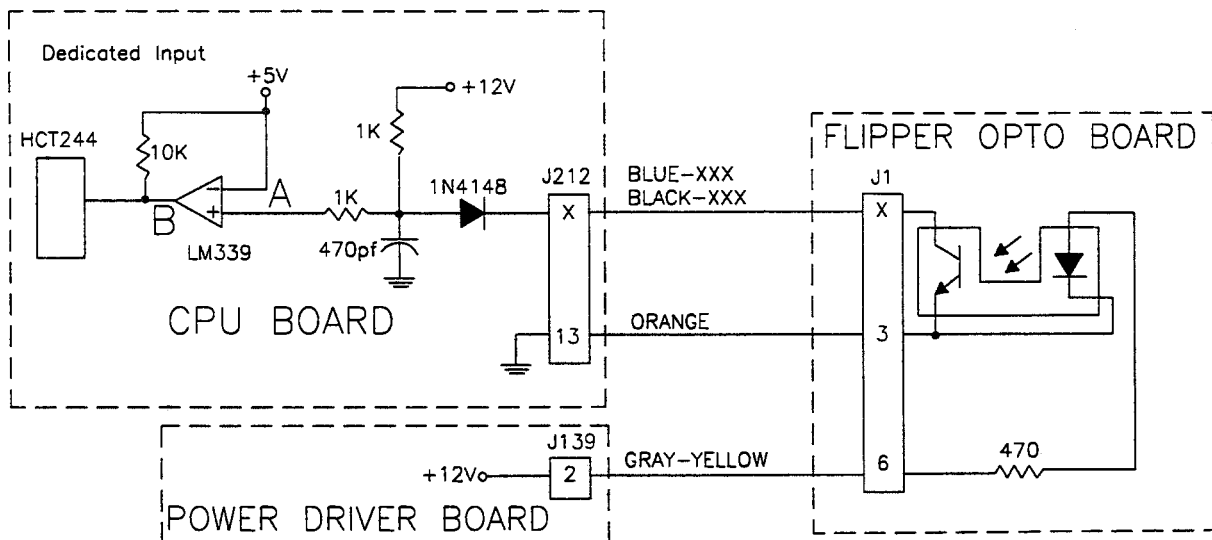 Dedicated Input
+5V
+12V
1K
HCT244
10K
A
B
+
LM339
1K
470pf
1N4148
J212
X
13
CPU BOARD
BLUE-XXX
BLACK-XXX
ORANGE
FLIPPER OPTO BOARD
J1
X
3
6
470
J139
+12V
2
GRAY-YELLOW
POWER DRIVER BOARD